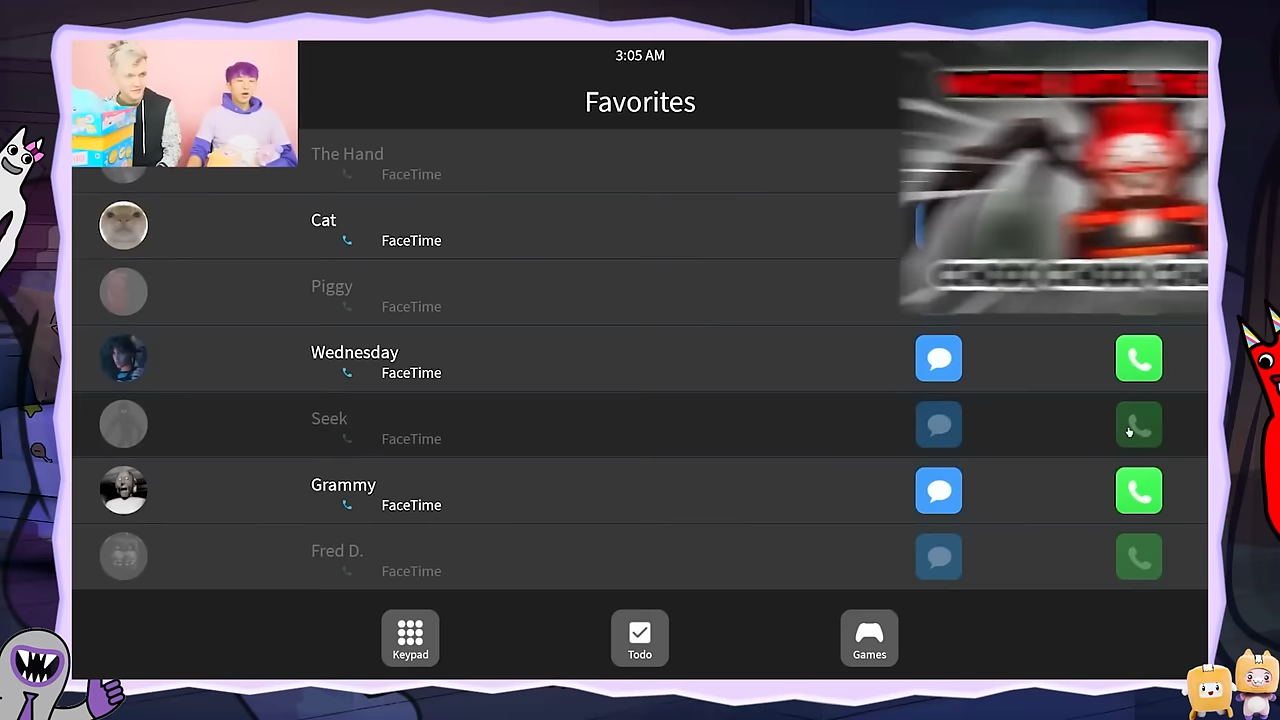 3:05 AM
Favorites
The Hand
FaceTime
Cat
FaceTime
Piggy
FaceTime
Wednesday
FaceTime
Seek
FaceTime
Grammy
FaceTime
Fred D.
FaceTime
Keypad
Todo
Games